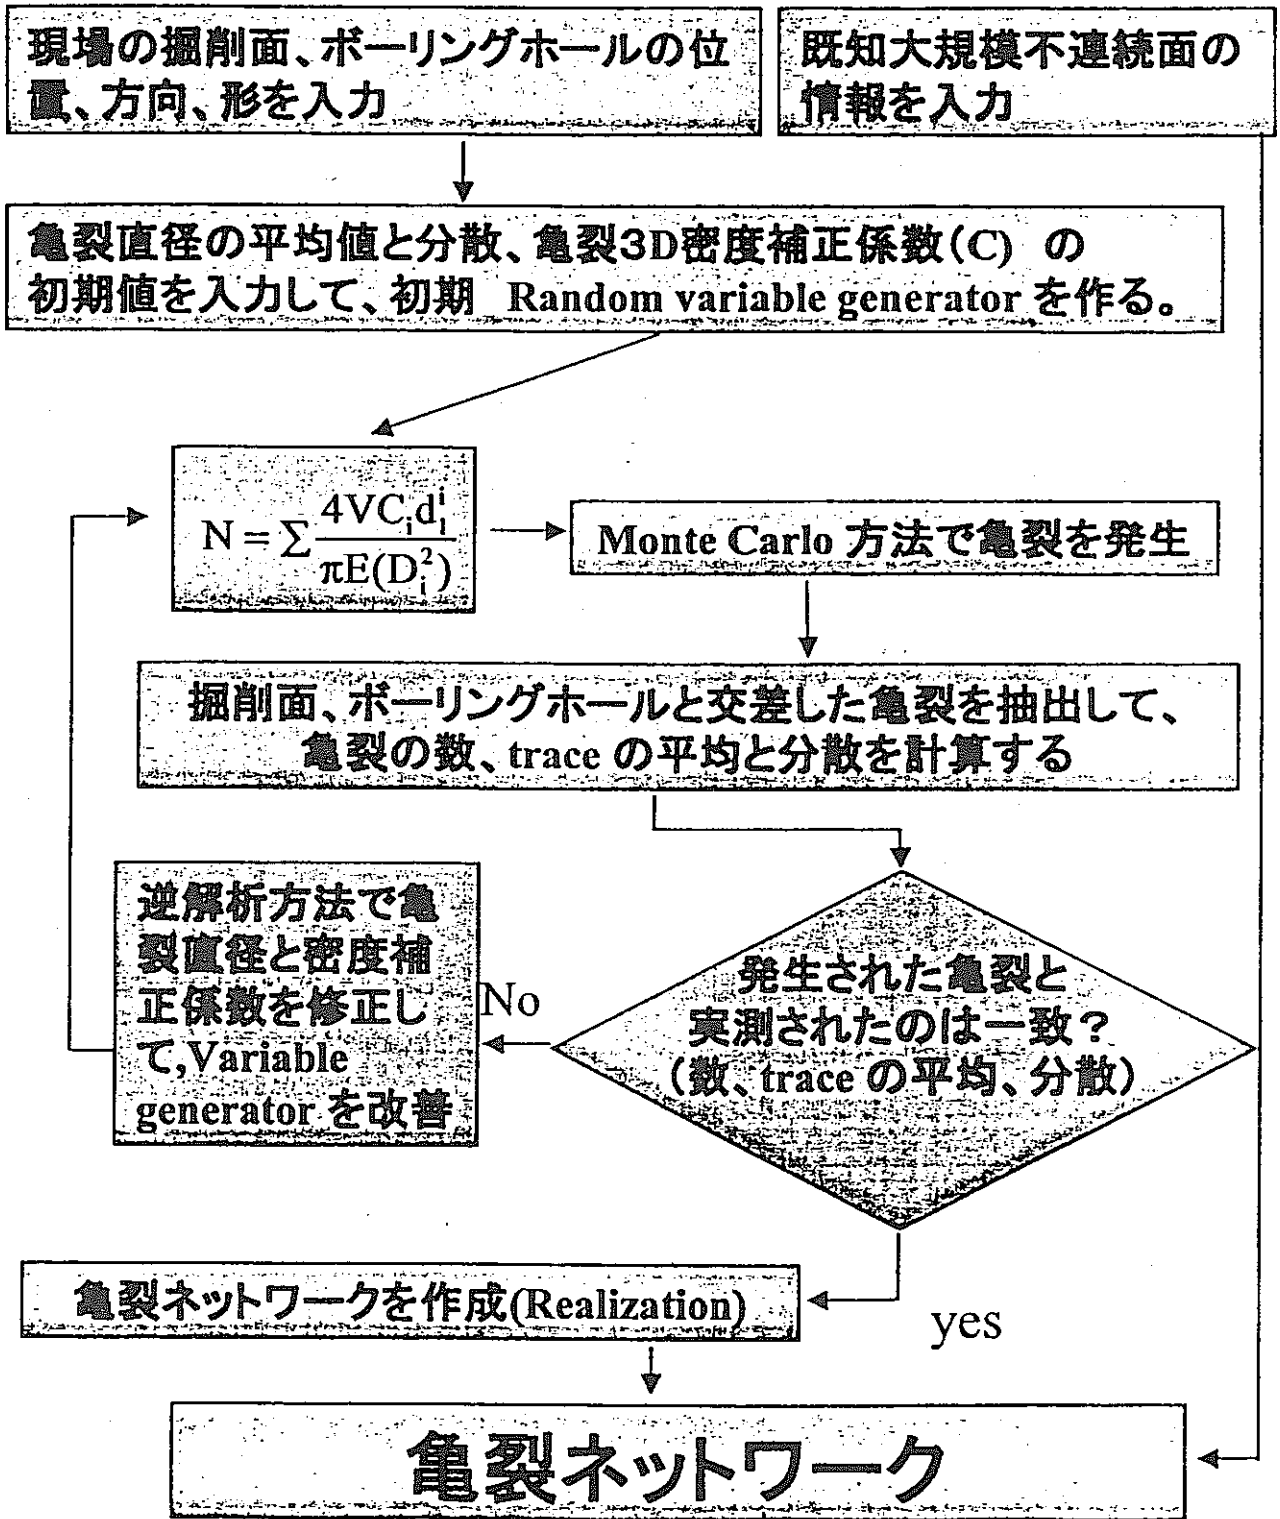 現場の掘削面、ボーリングホールの位
置、方向、形を入力
既知大規模不連続面の
情報を入力
亀裂直径の平均値と分散、亀裂3D密度補正係数(C) の
初期値を入力して、初期 Random variable generator を作る。
N = Σ 4VC_i d_1^i / πE(D_i^2)
Monte Carlo 方法で亀裂を発生
掘削面、ボーリングホールと交差した亀裂を抽出して、
亀裂の数、trace の平均と分散を計算する
逆解析方法で亀
裂直径と密度補
正係数を修正し
て,Variable
generator を改善
No
発生された亀裂と
実測されたのは一致？
(数、trace の平均、分散)
亀裂ネットワークを作成(Realization)
yes
亀裂ネットワーク